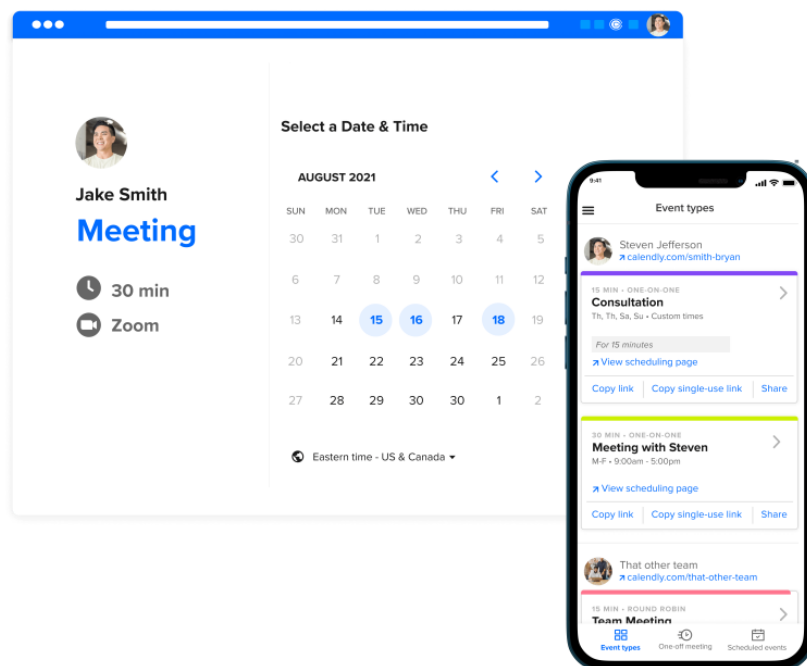 Select a Date & Time
Jake Smith
Meeting
30 min
Zoom
AUGUST 2021
SUN MON TUE WED THU FRI SAT
30 31 1 2 3 4 5
6 7 8 9 10 11 12
13 14 15 16 17 18 19
20 21 22 23 24 25 26
27 28 29 30 30 1 2
Eastern time - US & Canada
9:41
Event types
Steven Jefferson
calendly.com/smith-bryan
15 MIN • ONE-ON-ONE
Consultation
Th, Th, Sa, Su • Custom times
For 15 minutes
View scheduling page
Copy link Copy single-use link Share
30 MIN • ONE-ON-ONE
Meeting with Steven
M-F • 9:00am - 5:00pm
View scheduling page
Copy link Copy single-use link Share
That other team
calendly.com/that-other-team
15 MIN • ROUND ROBIN
Team Meeting
Event types One-off meeting Scheduled events